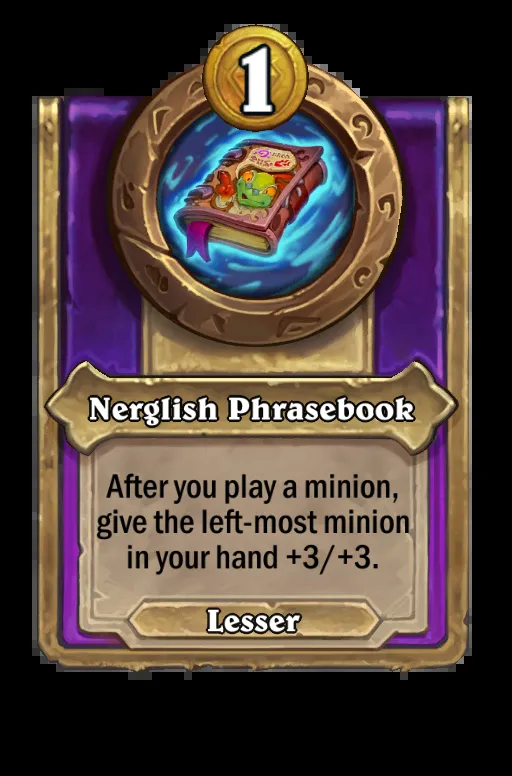 1
Nerglish Phrasebook
After you play a minion,
give the left-most minion
in your hand +3/+3.
Lesser